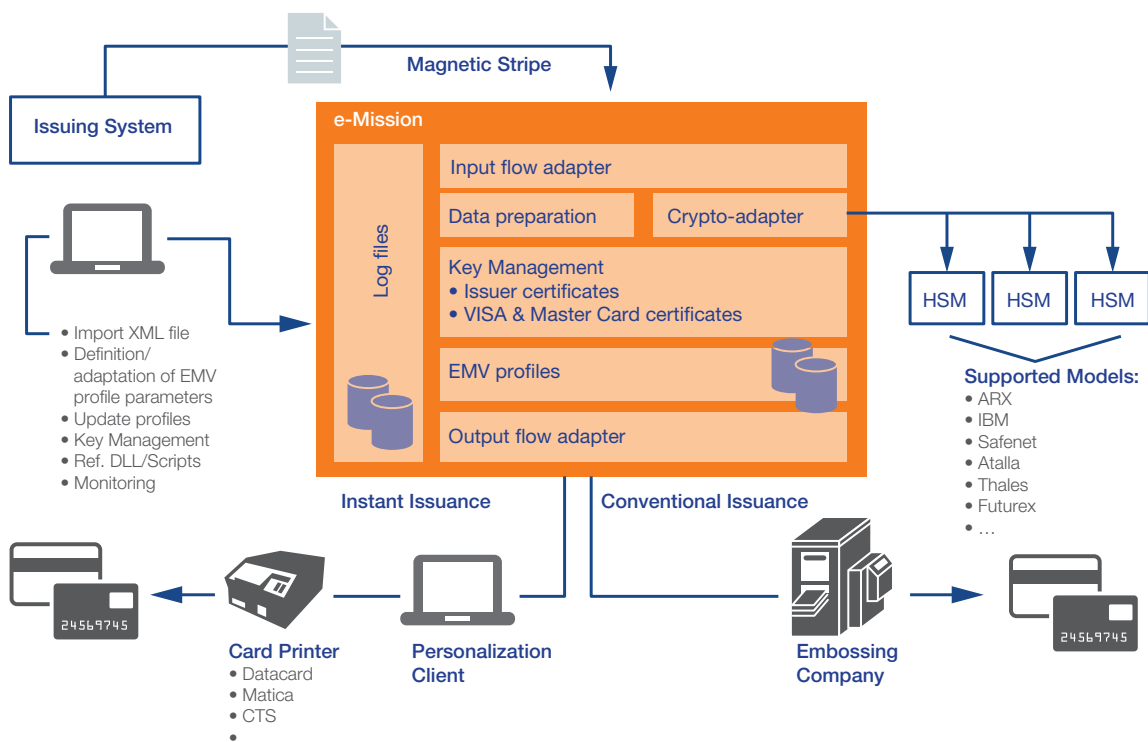 Magnetic Stripe
Issuing System
e-Mission
Log files
Input flow adapter
Data preparation
Crypto-adapter
Key Management
• Issuer certificates
• VISA & Master Card certificates
EMV profiles
Output flow adapter
HSM
HSM
HSM
Supported Models:
• ARX
• IBM
• Safenet
• Atalla
• Thales
• Futurex
• ...
• Import XML file
• Definition/
adaptation of EMV
profile parameters
• Update profiles
• Key Management
• Ref. DLL/Scripts
• Monitoring
Instant Issuance
Conventional Issuance
24569745
Card Printer
• Datacard
• Matica
• CTS
•
Personalization
Client
Embossing
Company
24569745